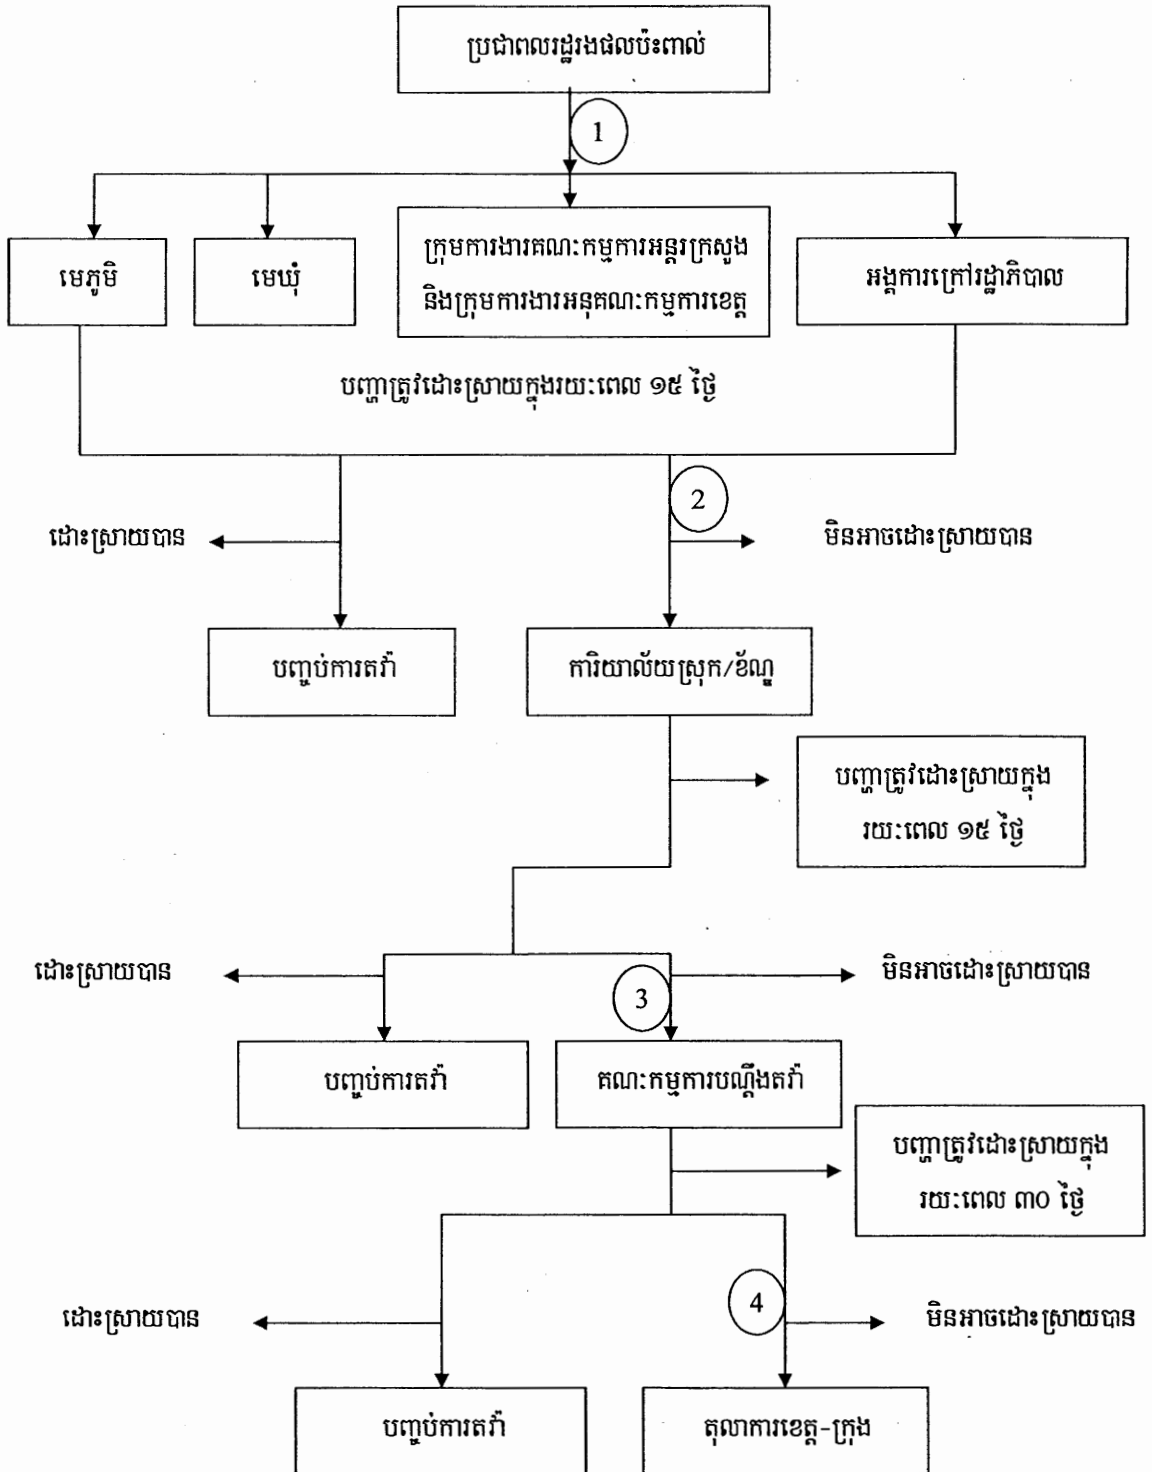 ប្រជាពលរដ្ឋរងផលប៉ះពាល់
1
មេភូមិ
មេឃុំ
ក្រុមការងារគណៈកម្មការអន្តរក្រសួង
និងក្រុមការងារអនុគណៈកម្មការខេត្ត
អង្គការក្រៅរដ្ឋាភិបាល
បញ្ហាត្រូវដោះស្រាយក្នុងរយៈពេល ១៥ ថ្ងៃ
2
ដោះស្រាយបាន
មិនអាចដោះស្រាយបាន
បញ្ចប់ការតវ៉ា
ការិយាល័យស្រុក/ខ័ណ្ឌ
បញ្ហាត្រូវដោះស្រាយក្នុង
រយៈពេល ១៥ ថ្ងៃ
ដោះស្រាយបាន
3
មិនអាចដោះស្រាយបាន
បញ្ចប់ការតវ៉ា
គណៈកម្មការបណ្តឹងតវ៉ា
បញ្ហាត្រូវដោះស្រាយក្នុង
រយៈពេល ៣០ ថ្ងៃ
ដោះស្រាយបាន
4
មិនអាចដោះស្រាយបាន
បញ្ចប់ការតវ៉ា
តុលាការខេត្ត-ក្រុង